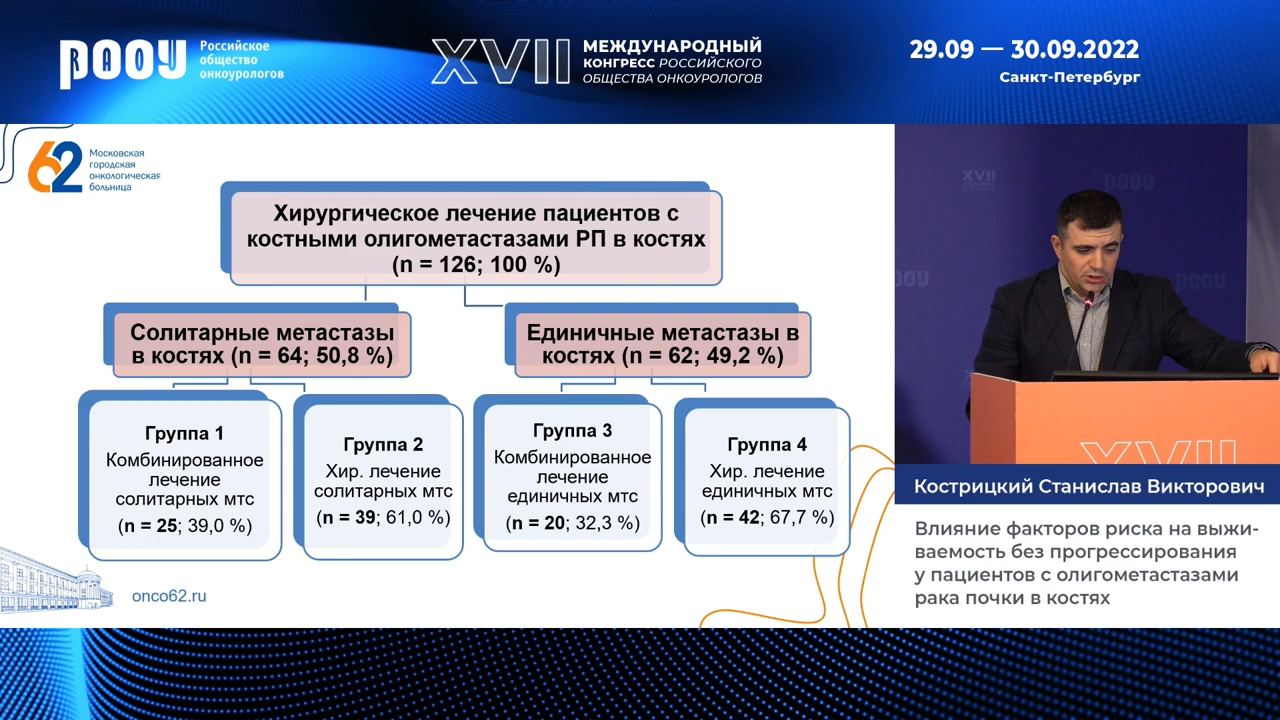 РАОУ
RAOU
Российское
общество
онкоурологов
XVII
МЕЖДУНАРОДНЫЙ
КОНГРЕСС РОССИЙСКОГО
ОБЩЕСТВА ОНКОУРОЛОГОВ
29.09 — 30.09.2022
Санкт-Петербург
62
Московская
городская
онкологическая
больница
Хирургическое лечение пациентов с
костными олигометастазами РП в костях
(n = 126; 100 %)
Солитарные метастазы
в костях (n = 64; 50,8 %)
Единичные метастазы в
костях (n = 62; 49,2 %)
Группа 1
Комбинированное
лечение
солитарных мтс
(n = 25; 39,0 %)
Группа 2
Хир. лечение
солитарных мтс
(n = 39; 61,0 %)
Группа 3
Комбинированное
лечение
единичных мтс
(n = 20; 32,3 %)
Группа 4
Хир. лечение
единичных мтс
(n = 42; 67,7 %)
onco62.ru
XVII
РООУ
XVII
Кострицкий Станислав Викторович
Влияние факторов риска на выжи-
ваемость без прогрессирования
у пациентов с олигометастазами
рака почки в костях